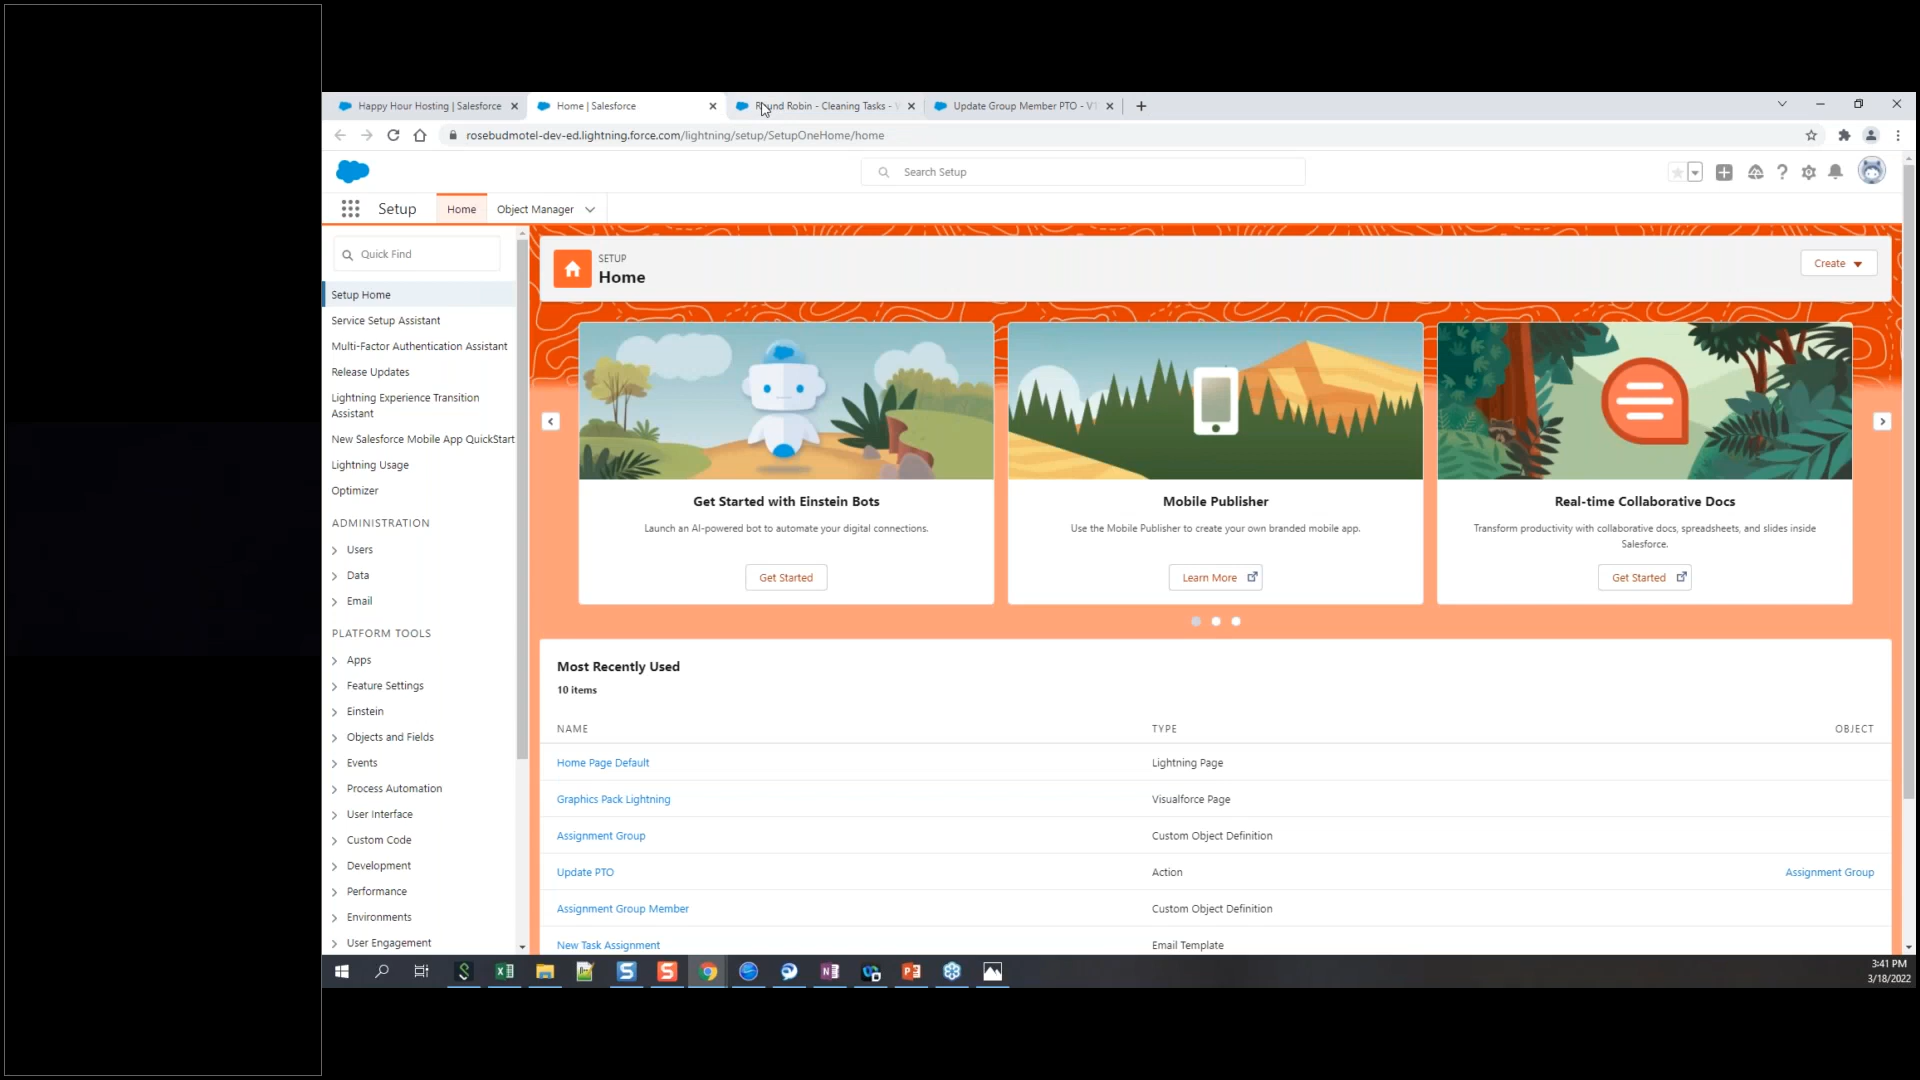 Happy Hour Hosting | Salesforce
Home | Salesforce
Round Robin - Cleaning Tasks - V
Update Group Member PTO - V1
rosebudmotel-dev-ed.lightning.force.com/lightning/setup/SetupOneHome/home
Search Setup
Setup
Home
Object Manager
Quick Find
Setup Home
Service Setup Assistant
Multi-Factor Authentication Assistant
Release Updates
Lightning Experience Transition
Assistant
New Salesforce Mobile App QuickStart
Lightning Usage
Optimizer
ADMINISTRATION
Users
Data
Email
PLATFORM TOOLS
Apps
Feature Settings
Einstein
Objects and Fields
Events
Process Automation
User Interface
Custom Code
Development
Performance
Environments
User Engagement
SETUP
Home
Create
Get Started with Einstein Bots
Launch an AI-powered bot to automate your digital connections.
Get Started
Mobile Publisher
Use the Mobile Publisher to create your own branded mobile app.
Learn More
Real-time Collaborative Docs
Transform productivity with collaborative docs, spreadsheets, and slides inside
Salesforce.
Get Started
Most Recently Used
10 items
NAME TYPE OBJECT
Home Page Default Lightning Page
Graphics Pack Lightning Visualforce Page
Assignment Group Custom Object Definition
Update PTO Action Assignment Group
Assignment Group Member Custom Object Definition
New Task Assignment Email Template
3:41 PM
3/18/2022